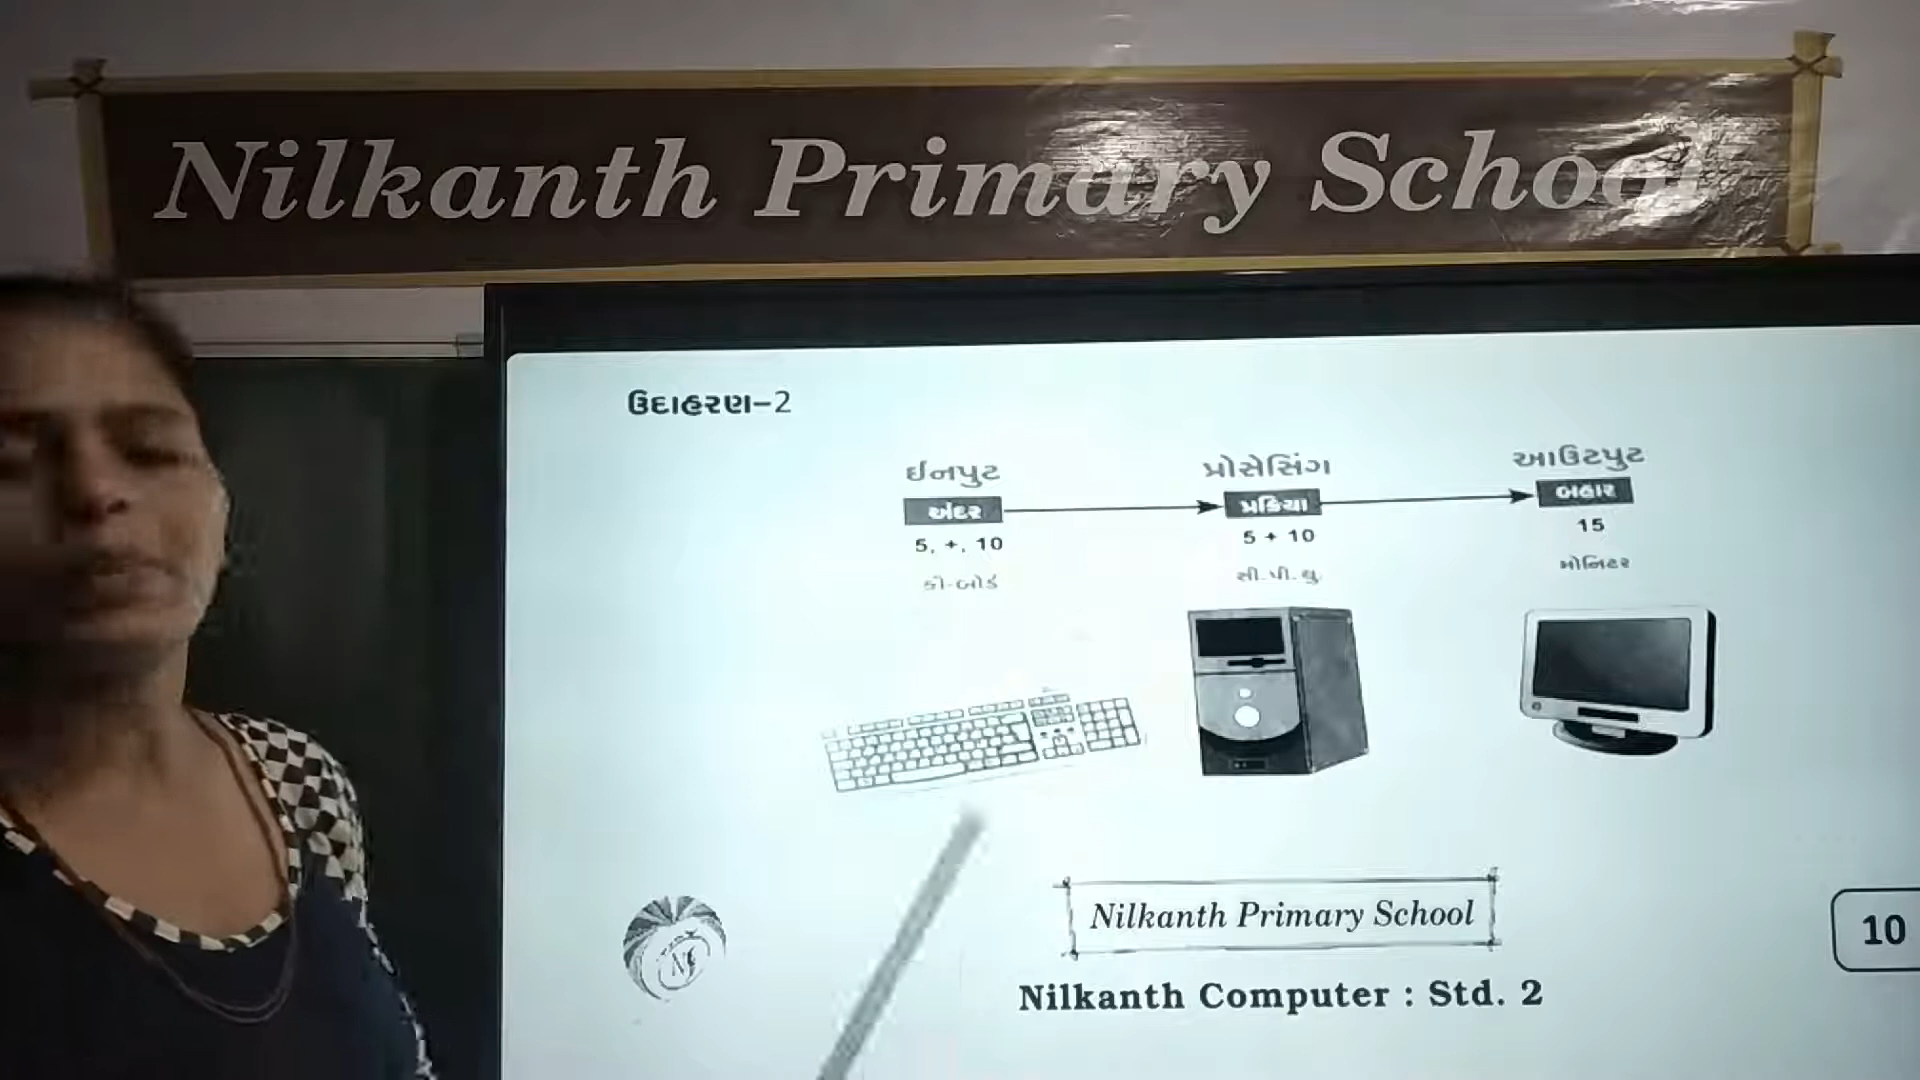 Nilkanth Primary School
ઉદાહરણ-2
ઈનપુટ પ્રોસેસિંગ આઉટપુટ
અંદર પ્રક્રિયા બહાર
5, +, 10 5 + 10 15
કી-બોર્ડ સી.પી.યુ. મોનિટર
Nilkanth Primary School
10
Nilkanth Computer : Std. 2